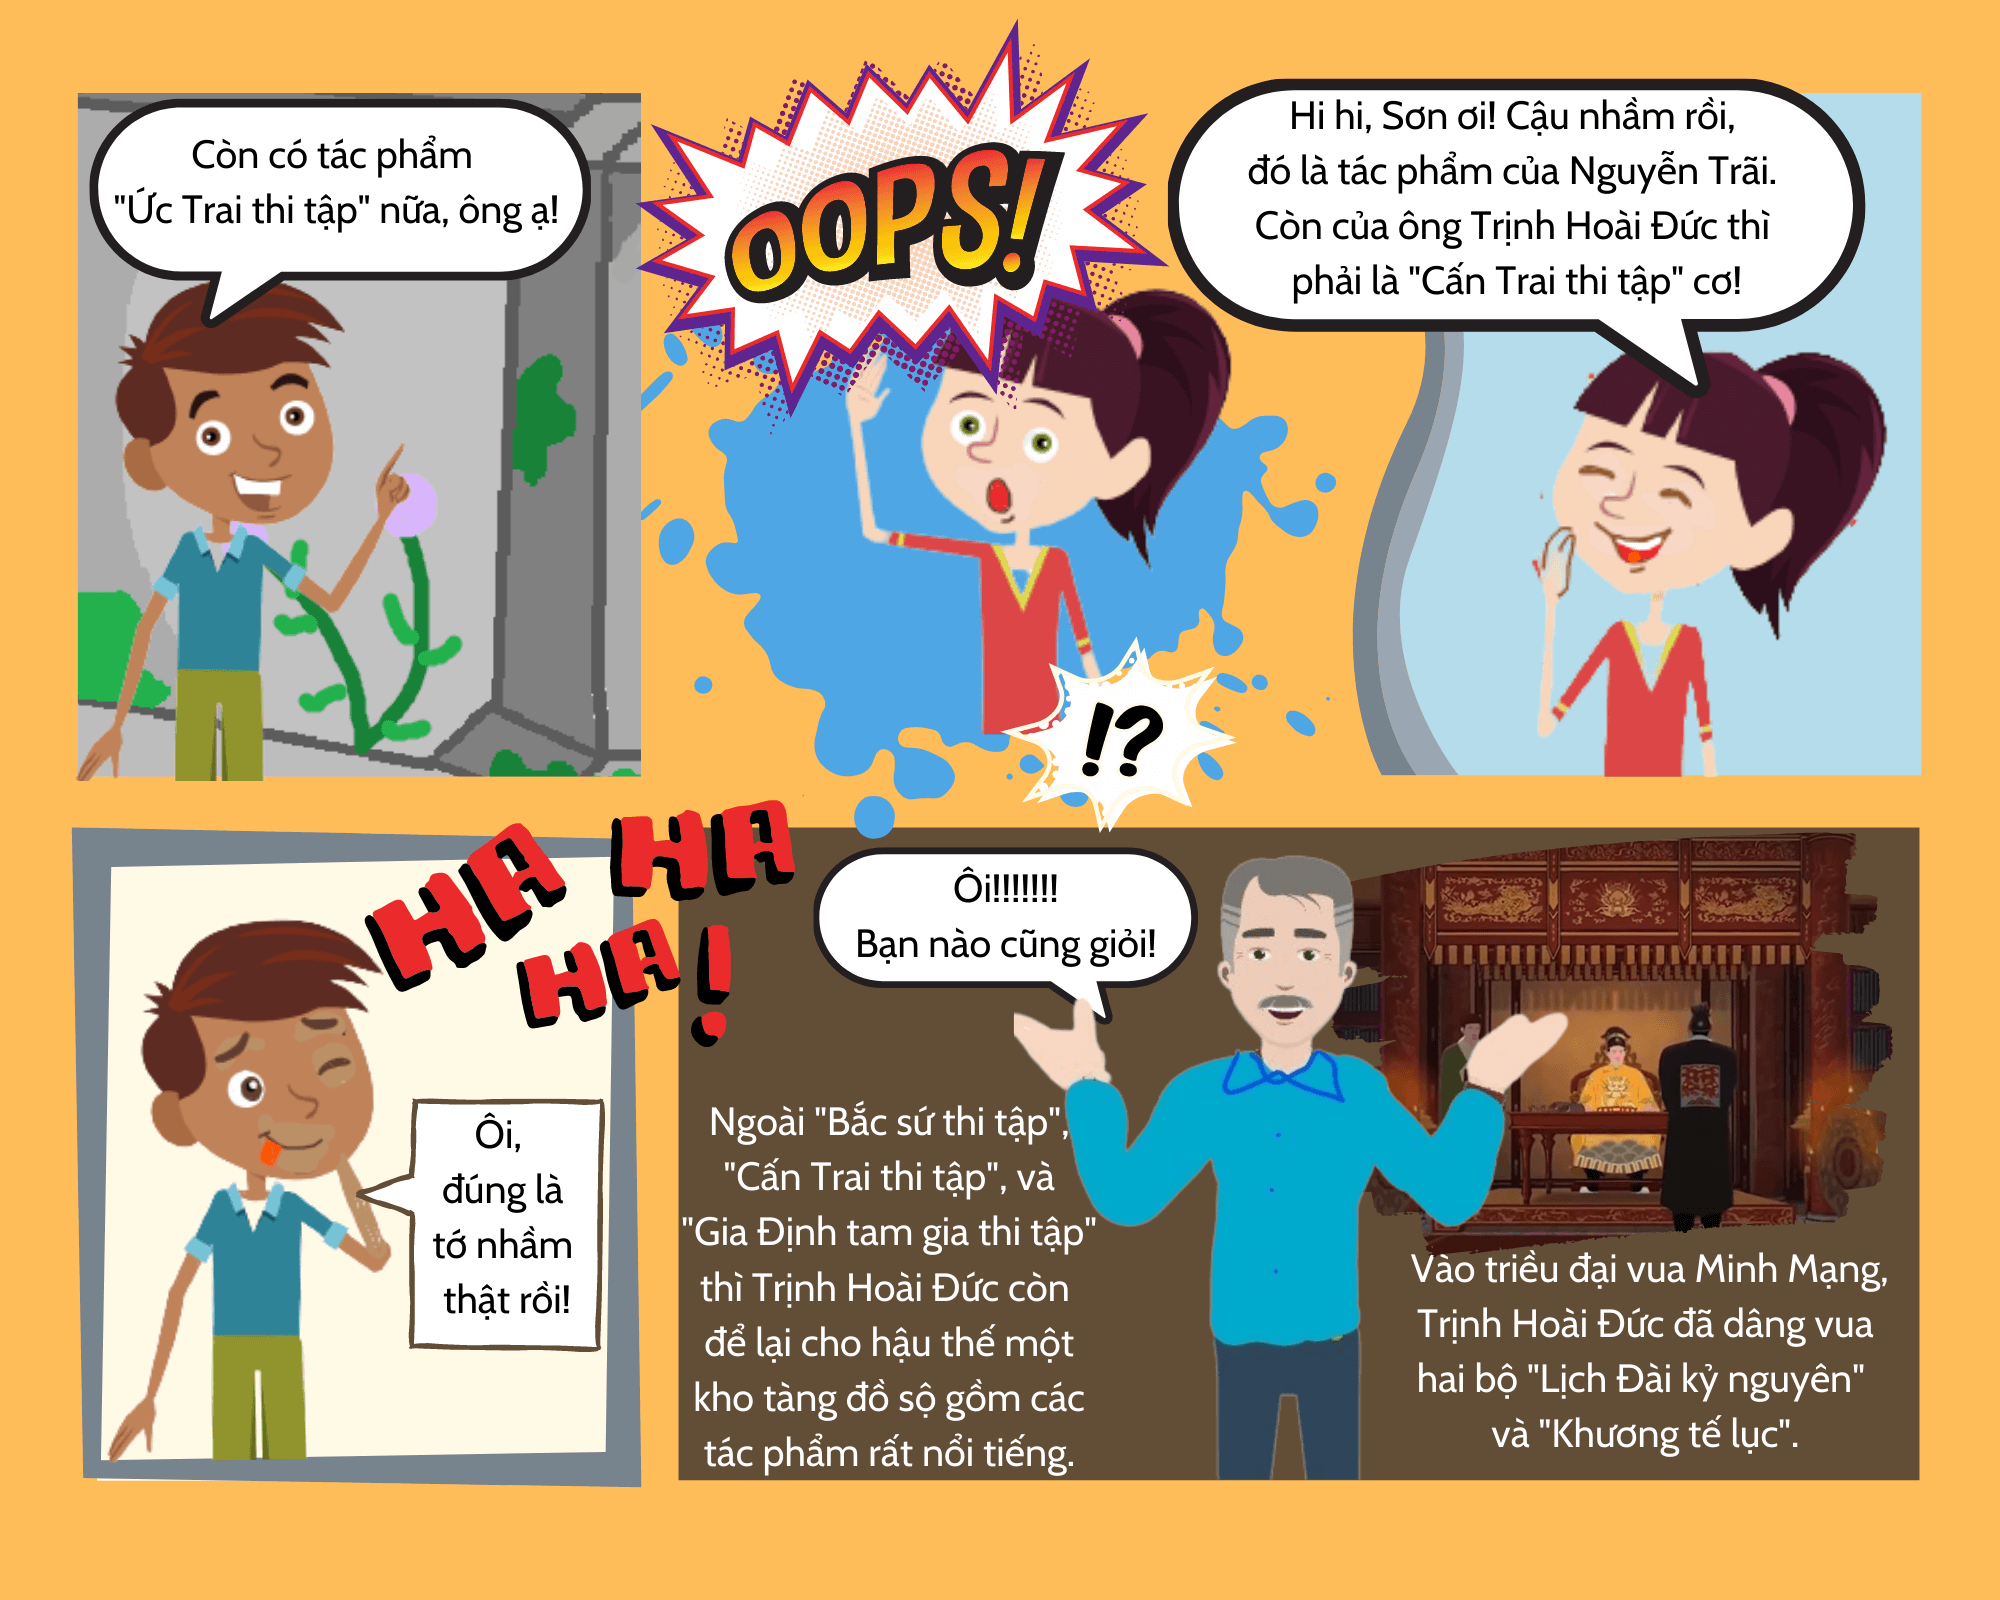 Còn có tác phẩm
"Ức Trai thi tập" nữa, ông ạ!
OOPS!
!?
Hi hi, Sơn ơi! Cậu nhầm rồi,
đó là tác phẩm của Nguyễn Trãi.
Còn của ông Trịnh Hoài Đức thì
phải là "Cấn Trai thi tập" cơ!
HA HA
HA!
Ôi,
đúng là
tớ nhầm
thật rồi!
Ôi!!!!!!!
Bạn nào cũng giỏi!
Ngoài "Bắc sứ thi tập",
"Cấn Trai thi tập", và
"Gia Định tam gia thi tập"
thì Trịnh Hoài Đức còn
để lại cho hậu thế một
kho tàng đồ sộ gồm các
tác phẩm rất nổi tiếng.
Vào triều đại vua Minh Mạng,
Trịnh Hoài Đức đã dâng vua
hai bộ "Lịch Đài kỷ nguyên"
và "Khương tế lục".